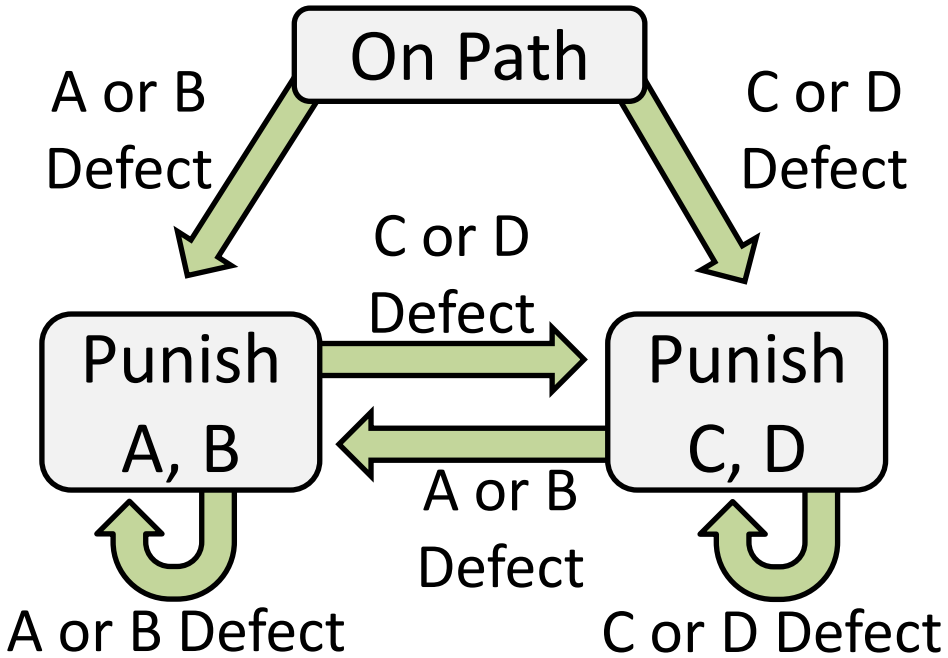 On Path
A or B
Defect
C or D
Defect
C or D
Defect
Punish
A, B
Punish
C, D
A or B
Defect
A or B Defect
C or D Defect